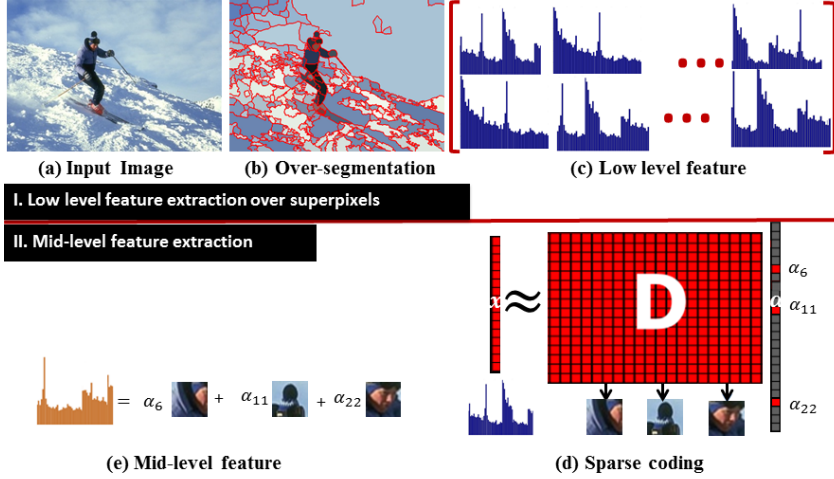 (a) Input Image
(b) Over-segmentation
(c) Low level feature
I. Low level feature extraction over superpixels
II. Mid-level feature extraction
x ≈ D α
α6
α11
α22
= α6 + α11 + α22
(e) Mid-level feature
(d) Sparse coding